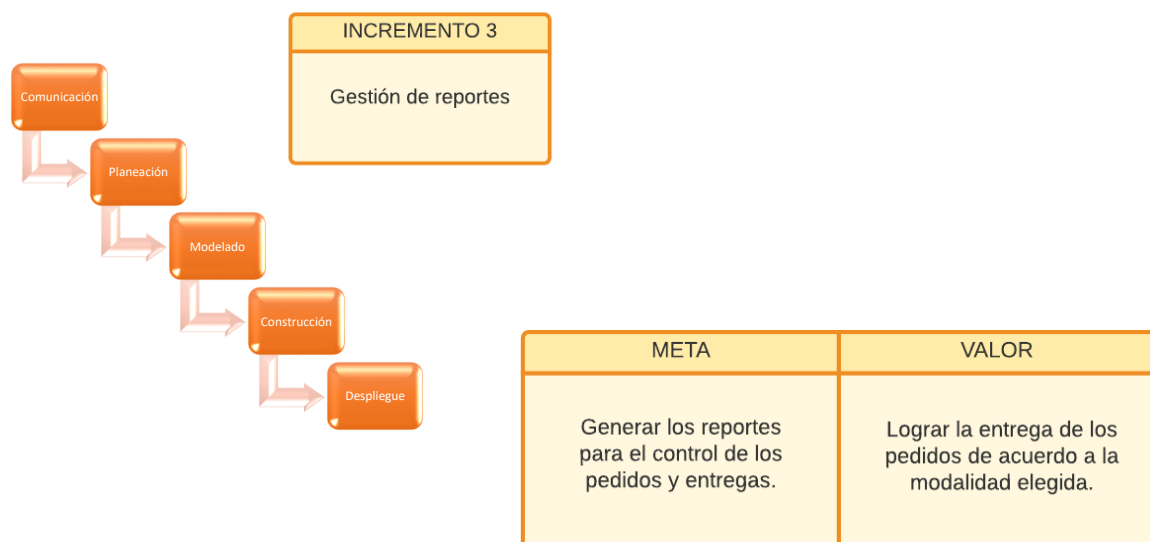 INCREMENTO 3
Gestión de reportes
Comunicación
Planeación
Modelado
Construcción
Despliegue
META
Generar los reportes
para el control de los
pedidos y entregas.
VALOR
Lograr la entrega de los
pedidos de acuerdo a la
modalidad elegida.